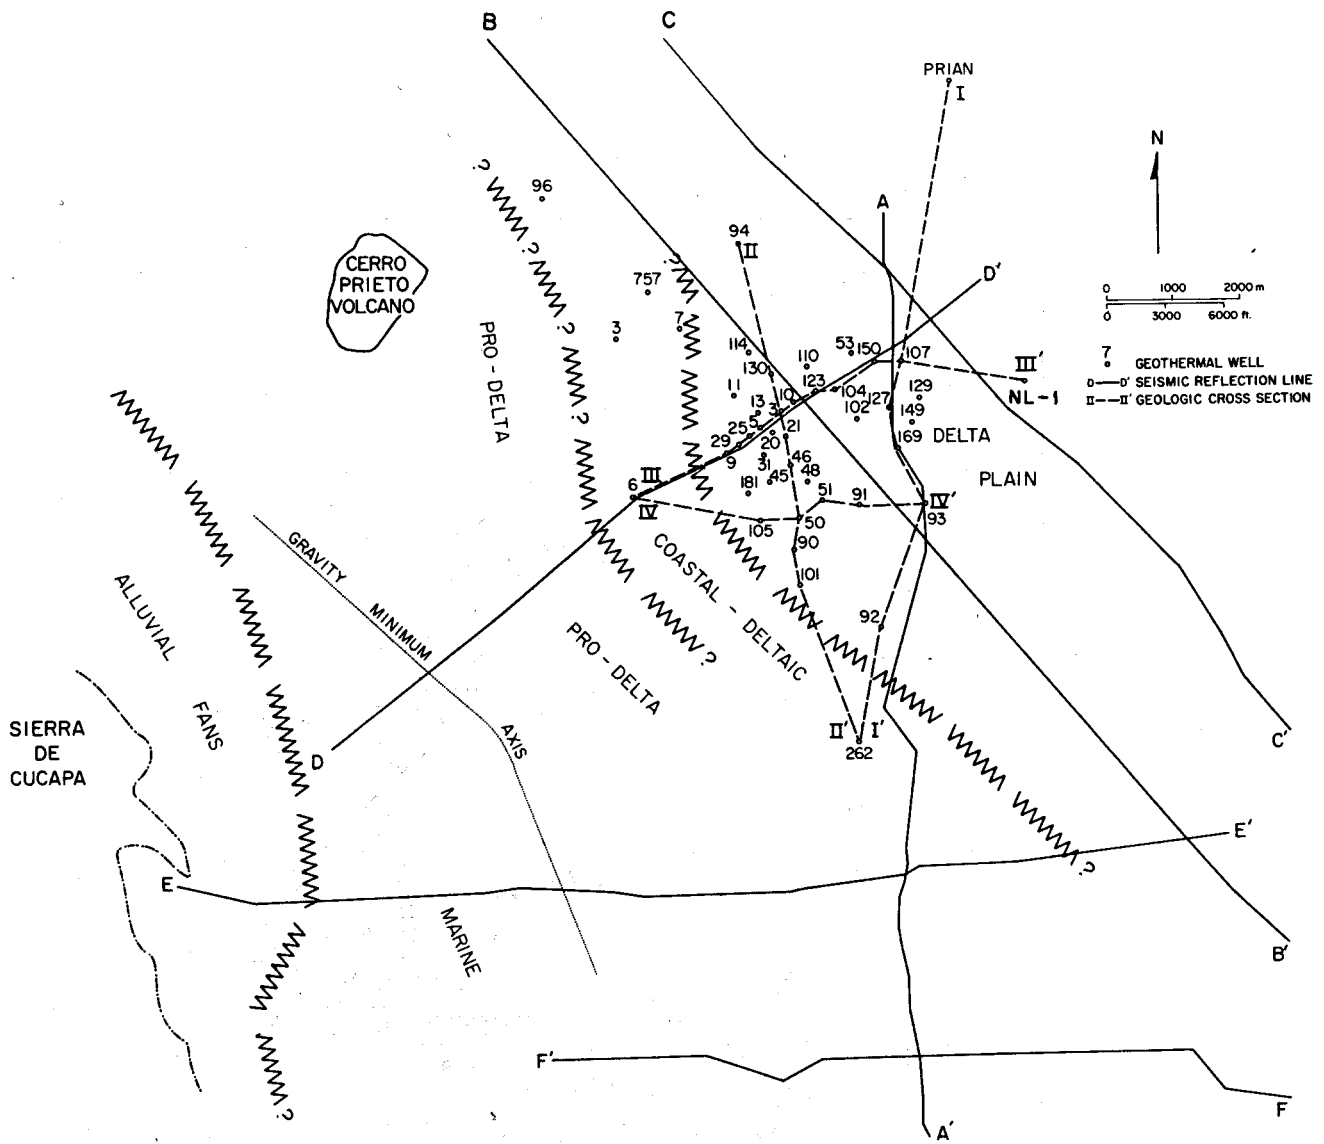 B
C
PRIAN
I
N
?
96
A
94
II
CERRO
PRIETO
VOLCANO
?
757
?
D'
0 1000 2000 m
0 3000 6000 ft.
PRO-DELTA
?
3
7
114
130
110
53
150
107
III'
NL-1
7
GEOTHERMAL WELL
D D' SEISMIC REFLECTION LINE
II II' GEOLOGIC CROSS SECTION
11
10
123
104
127
129
13
3
102
149
?
25
5
21
29
20
169
DELTA
9
31
46
PLAIN
III
6
IV
181
45
48
51
91
IV'
93
105
50
90
COASTAL-DELTAIC
101
GRAVITY MINIMUM AXIS
ALLUVIAL
FANS
PRO-DELTA
?
92
SIERRA
DE
CUCAPA
D
II'
I'
262
C'
E'
?
E
MARINE
B'
F'
F
?
A'